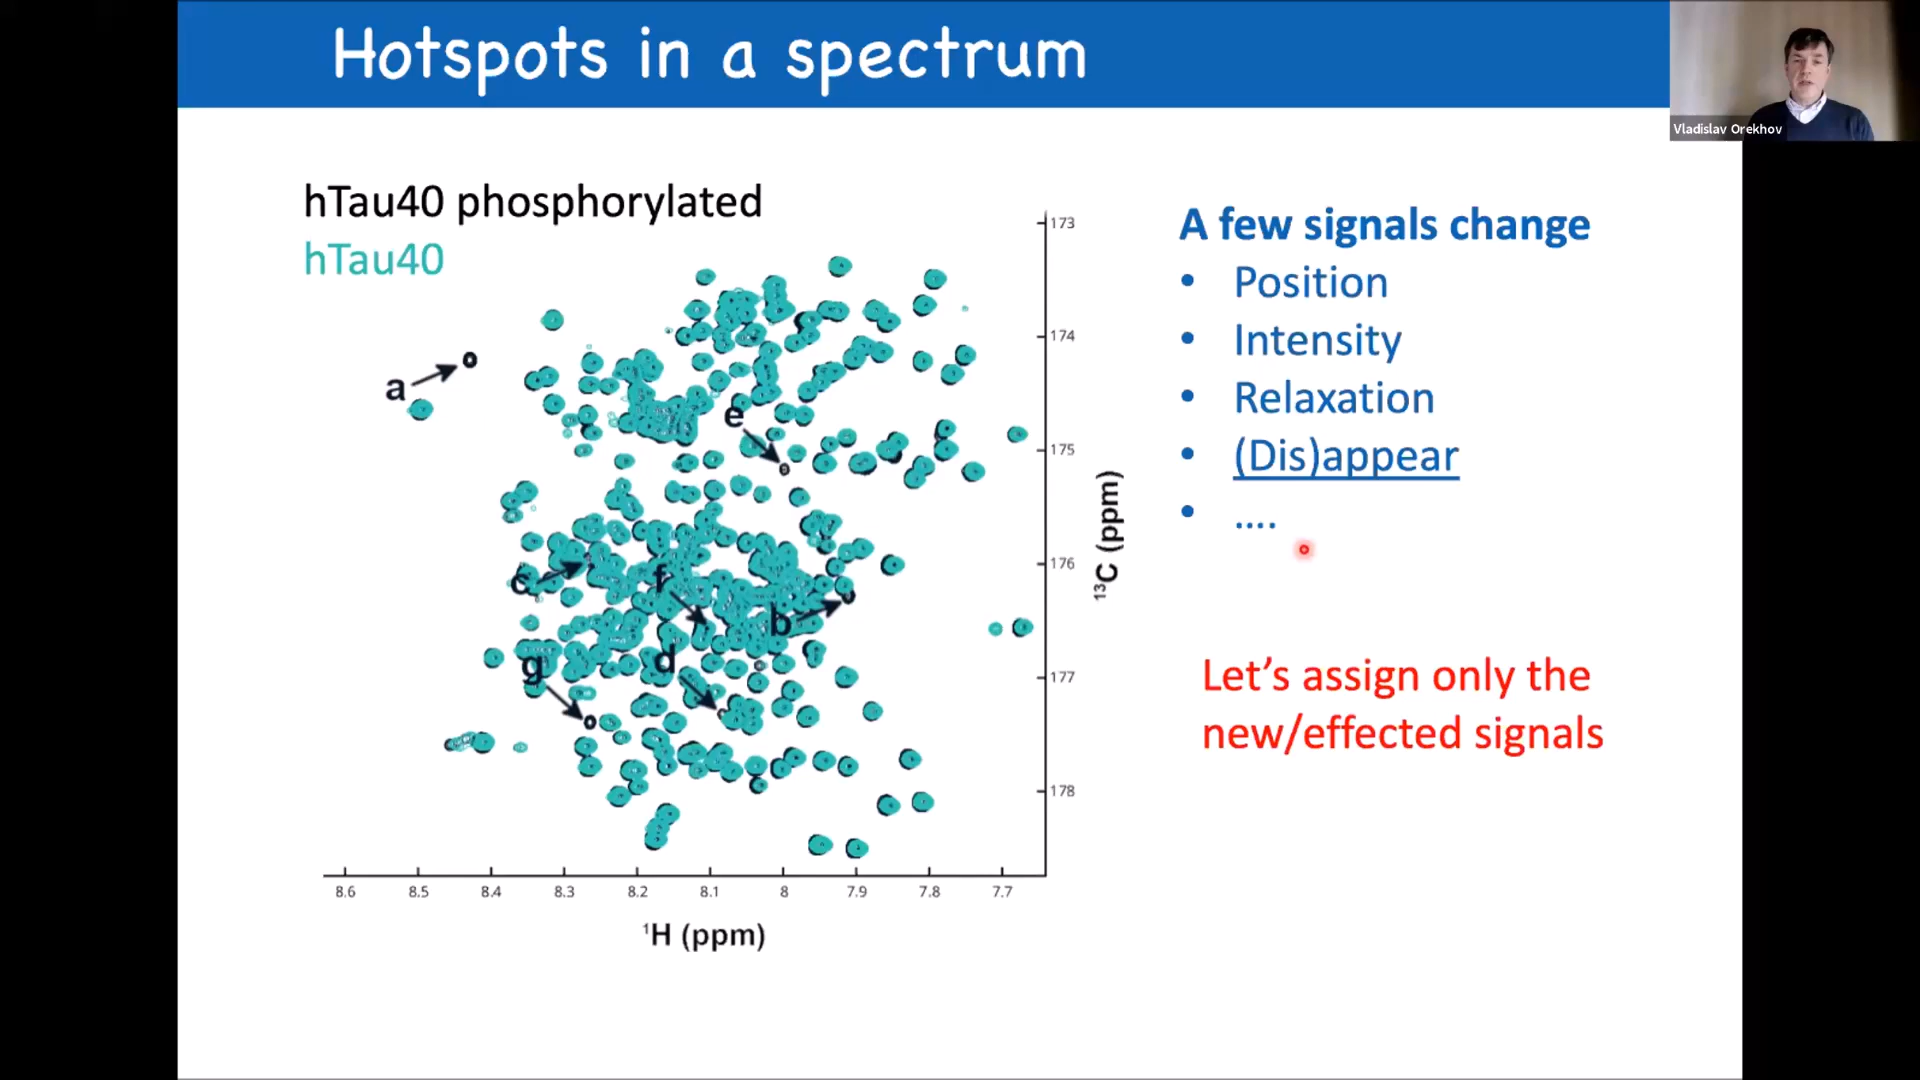 Hotspots in a spectrum
Vladislav Orekhov
hTau40 phosphorylated
hTau40
A few signals change
• Position
• Intensity
• Relaxation
• (Dis)appear
• ....
Let's assign only the
new/effected signals
a
e
c
f
b
g
d
173
174
175
176
177
178
¹³C (ppm)
8.6 8.5 8.4 8.3 8.2 8.1 8 7.9 7.8 7.7
¹H (ppm)